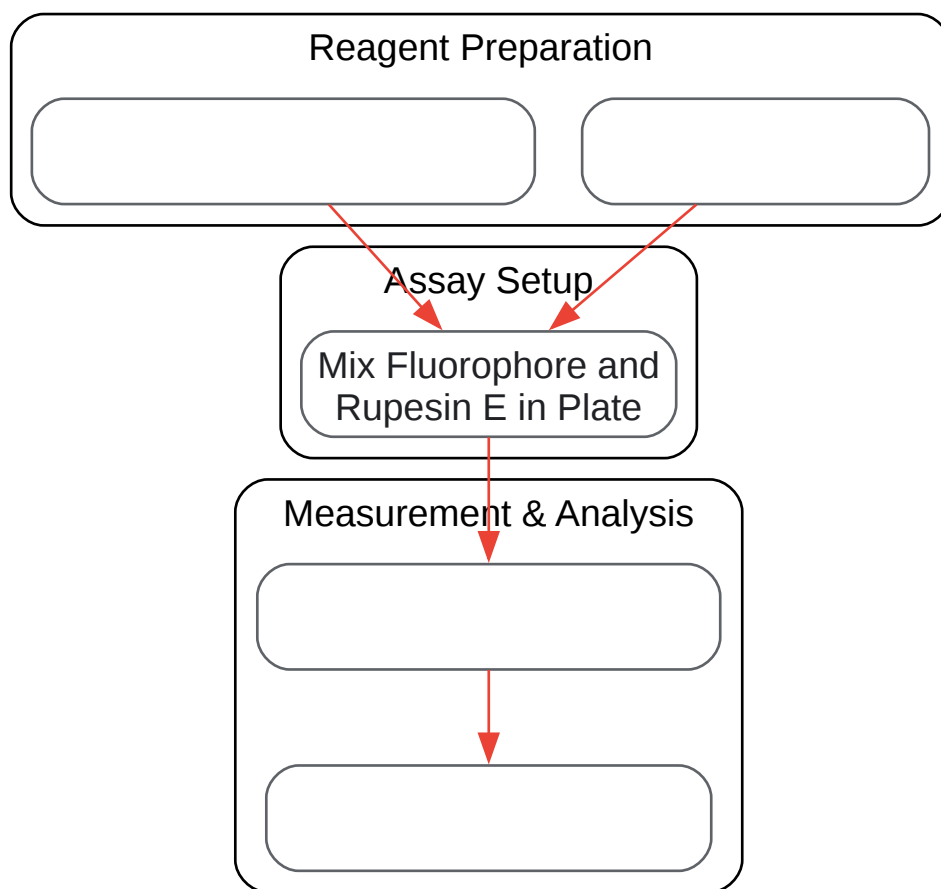 Reagent Preparation
Assay Setup
Mix Fluorophore and
Rupesin E in Plate
Measurement & Analysis